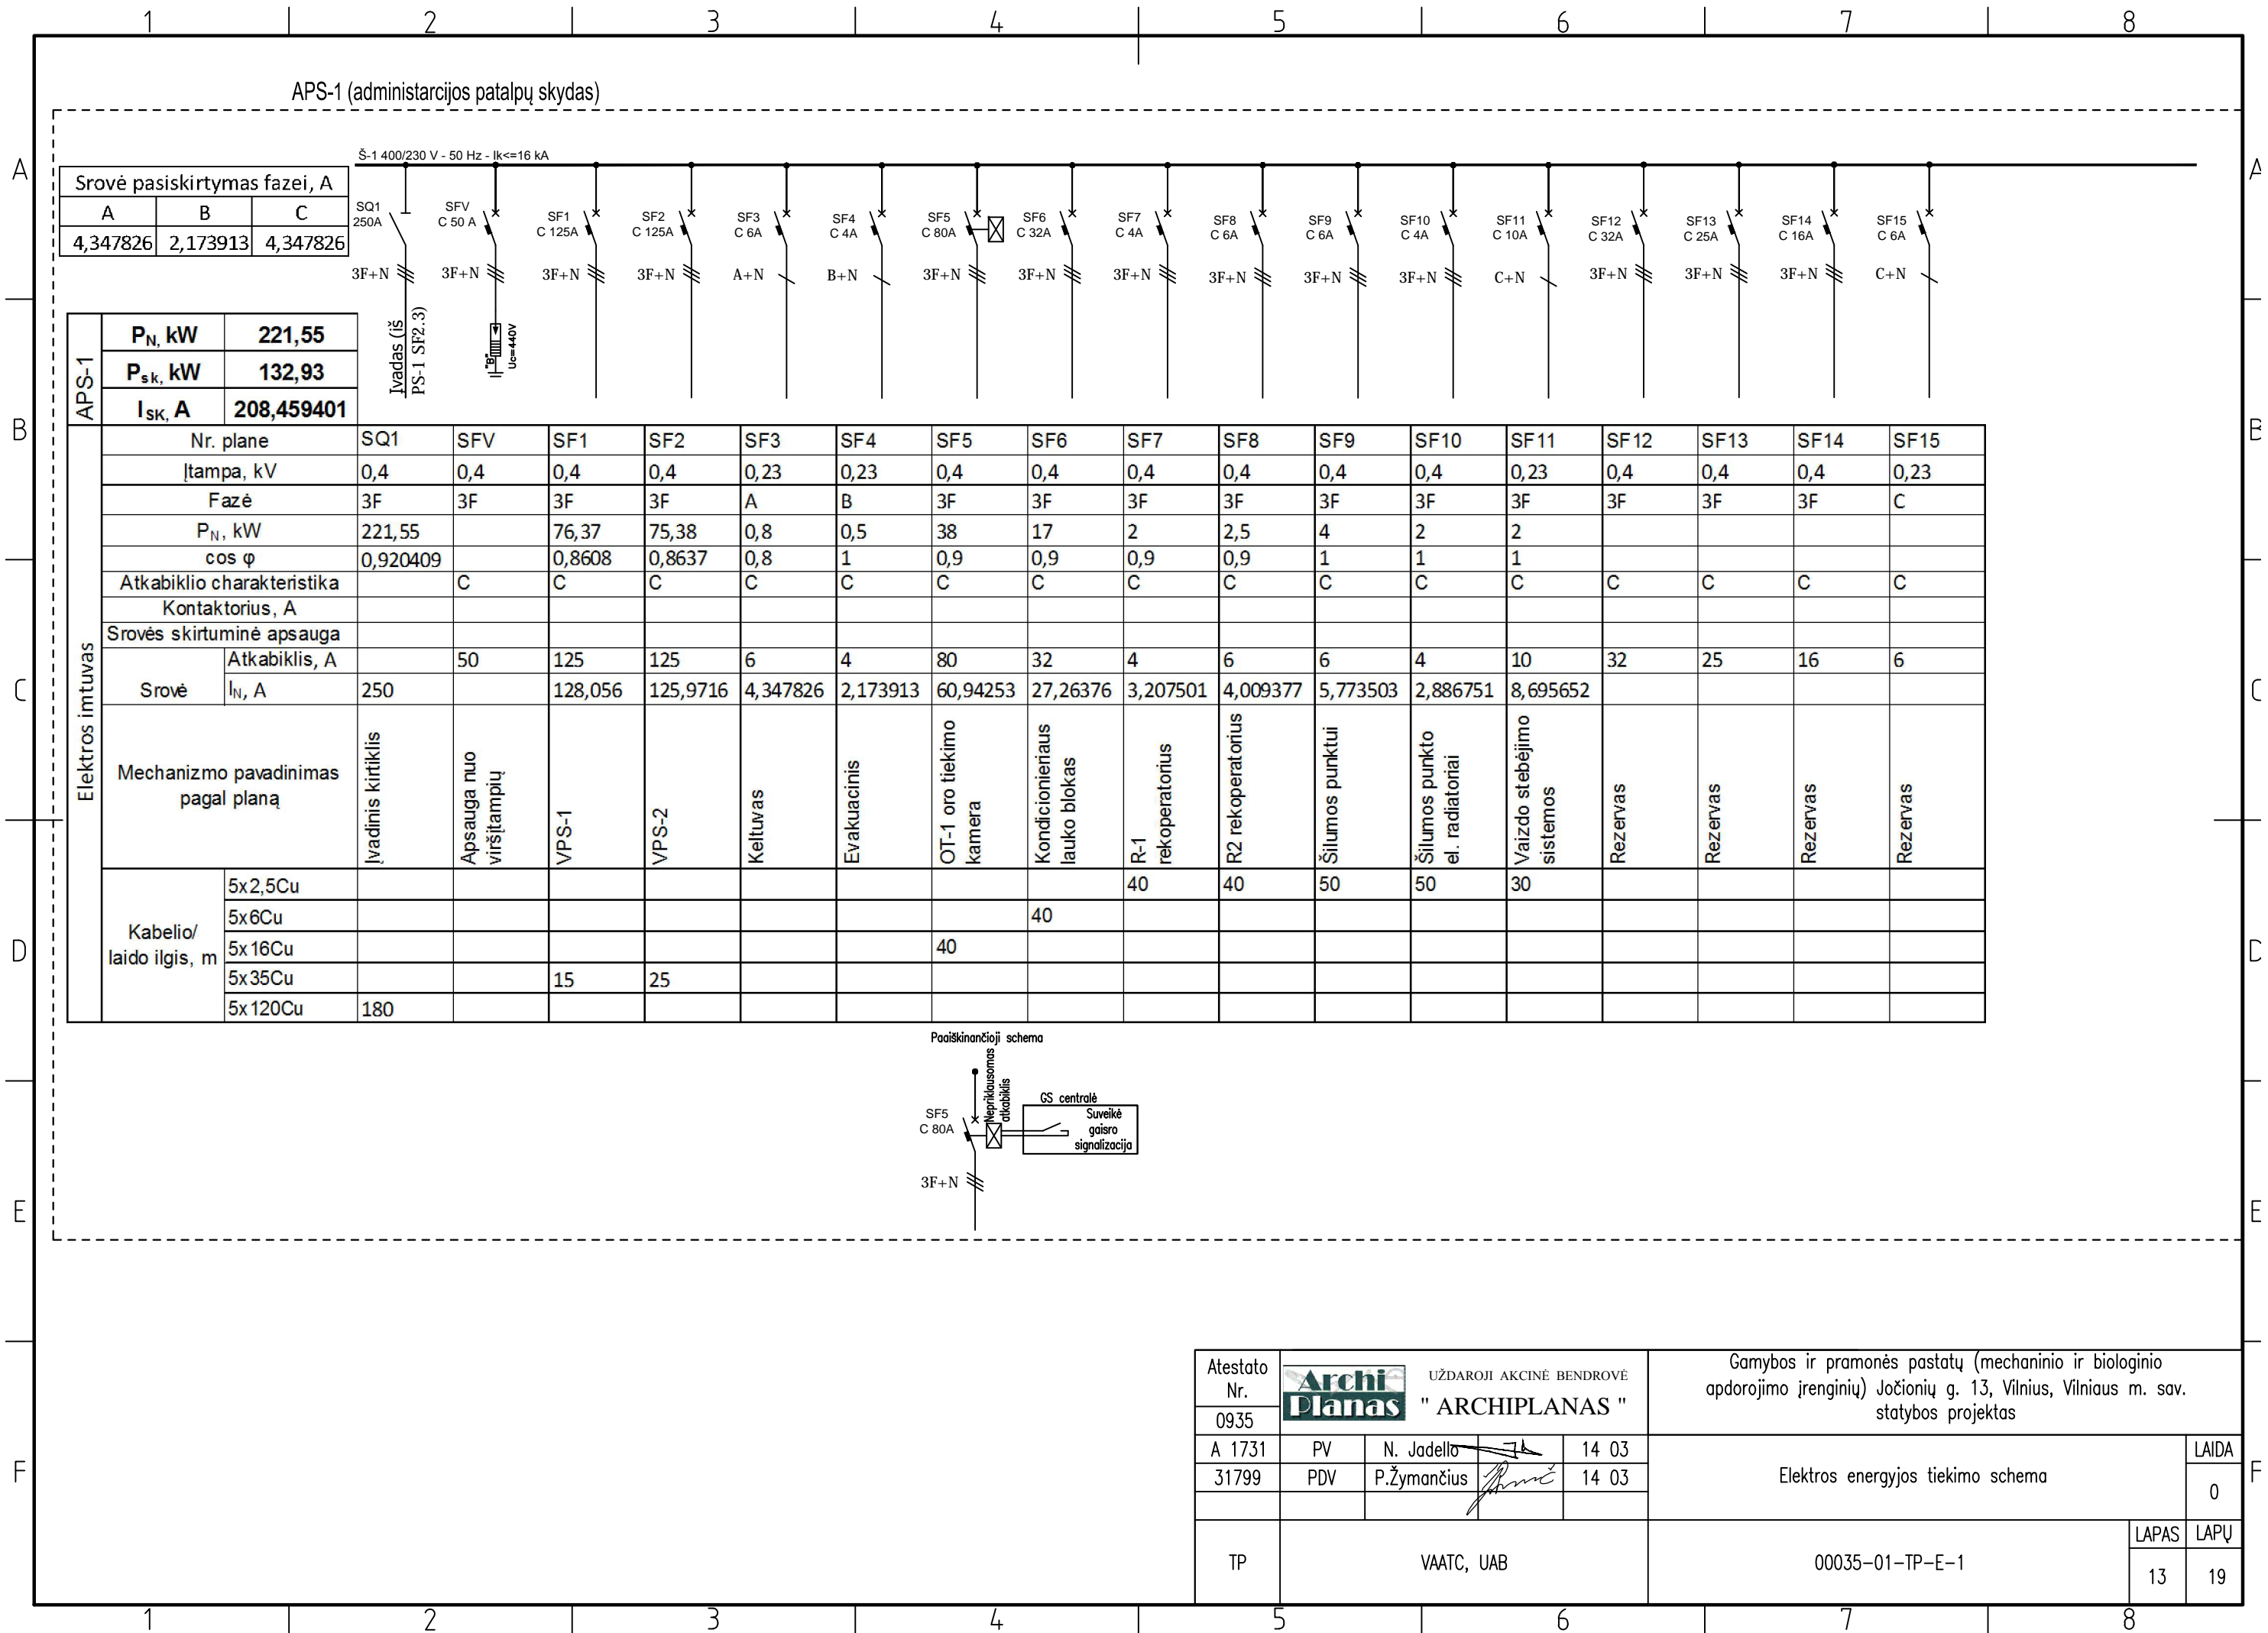 1 2 3 4 5 6 7 8
APS-1 (administarcijos patalpų skydas)
A A
Š-1 400/230 V - 50 Hz - Ik<=16 kA
Srovė pasiskirtymas fazei, A
A B C
4,347826 2,173913 4,347826
SQ1 250A 3F+N
SFV C 50 A 3F+N
SF1 C 125A 3F+N
SF2 C 125A 3F+N
SF3 C 6A A+N
SF4 C 4A B+N
SF5 C 80A 3F+N
SF6 C 32A 3F+N
SF7 C 4A 3F+N
SF8 C 6A 3F+N
SF9 C 6A 3F+N
SF10 C 4A 3F+N
SF11 C 10A C+N
SF12 C 32A 3F+N
SF13 C 25A 3F+N
SF14 C 16A 3F+N
SF15 C 6A C+N
Įvadas (iš
PS-1 SF2.3)
"B"
Uc=440V
APS-1
PN, kW 221,55
Psk, kW 132,93
ISK, A 208,459401
B B
Elektros imtuvas
Nr. plane SQ1 SFV SF1 SF2 SF3 SF4 SF5 SF6 SF7 SF8 SF9 SF10 SF11 SF12 SF13 SF14 SF15
Įtampa, kV 0,4 0,4 0,4 0,4 0,23 0,23 0,4 0,4 0,4 0,4 0,4 0,4 0,23 0,4 0,4 0,4 0,23
Fazė 3F 3F 3F 3F A B 3F 3F 3F 3F 3F 3F 3F 3F 3F 3F C
PN, kW 221,55 76,37 75,38 0,8 0,5 38 17 2 2,5 4 2 2
cos φ 0,920409 0,8608 0,8637 0,8 1 0,9 0,9 0,9 0,9 1 1 1
Atkabiklio charakteristika C C C C C C C C C C C C C C C C
Kontaktorius, A
Srovės skirtuminė apsauga
Srovė
Atkabiklis, A 50 125 125 6 4 80 32 4 6 6 4 10 32 25 16 6
IN, A 250 128,056 125,9716 4,347826 2,173913 60,94253 27,26376 3,207501 4,009377 5,773503 2,886751 8,695652
C C
Mechanizmo pavadinimas
pagal planą
Įvadinis kirtiklis
Apsauga nuo
viršįtampių
VPS-1
VPS-2
Keltuvas
Evakuacinis
OT-1 oro tiekimo
kamera
Kondicionieriaus
lauko blokas
R-1
rekoperatorius
R2 rekoperatorius
Šilumos punktui
Šilumos punkto
el. radiatoriai
Vaizdo stebėjimo
sistemos
Rezervas
Rezervas
Rezervas
Rezervas
Kabelio/
laido ilgis, m
5x2,5Cu 40 40 50 50 30
5x6Cu 40
5x16Cu 40
5x35Cu 15 25
5x120Cu 180
D D
Paaiškinančioji schema
Nepriklausomas
atkabiklis
SF5
C 80A
GS centralė
Suveikė
gaisro
signalizacija
3F+N
E E
Atestato
Nr.
0935
Archi
Planas
UŽDAROJI AKCINĖ BENDROVĖ
" ARCHIPLANAS "
Gamybos ir pramonės pastatų (mechaninio ir biologinio
apdorojimo įrenginių) Jočionių g. 13, Vilnius, Vilniaus m. sav.
statybos projektas
A 1731 PV N. Jadello 14 03
31799 PDV P.Žymančius 14 03
Elektros energyjos tiekimo schema
LAIDA
0
F F
TP
VAATC, UAB
00035-01-TP-E-1
LAPAS LAPŲ
13 19
1 2 3 4 5 6 7 8